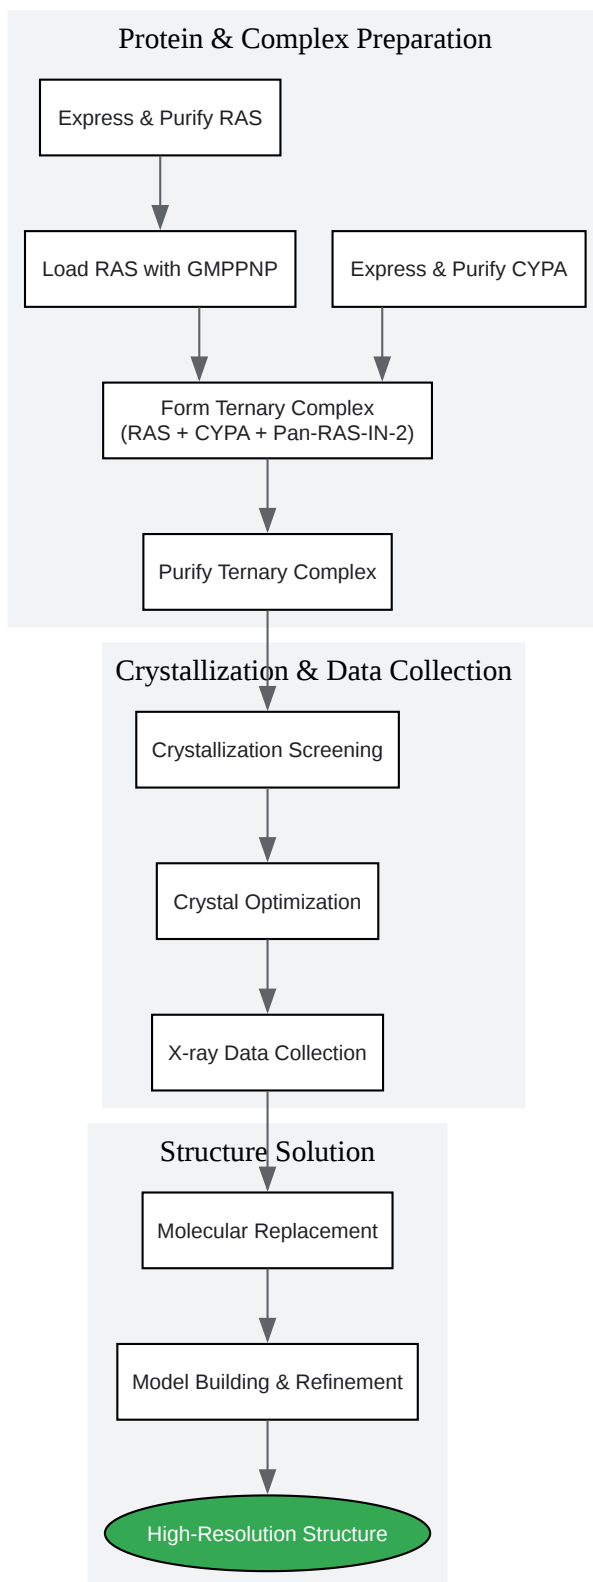 Protein & Complex Preparation
Express & Purify RAS
Load RAS with GMPPNP
Express & Purify CYPA
Form Ternary Complex
(RAS + CYPA + Pan-RAS-IN-2)
Purify Ternary Complex
Crystallization & Data Collection
Crystallization Screening
Crystal Optimization
X-ray Data Collection
Structure Solution
Molecular Replacement
Model Building & Refinement
High-Resolution Structure